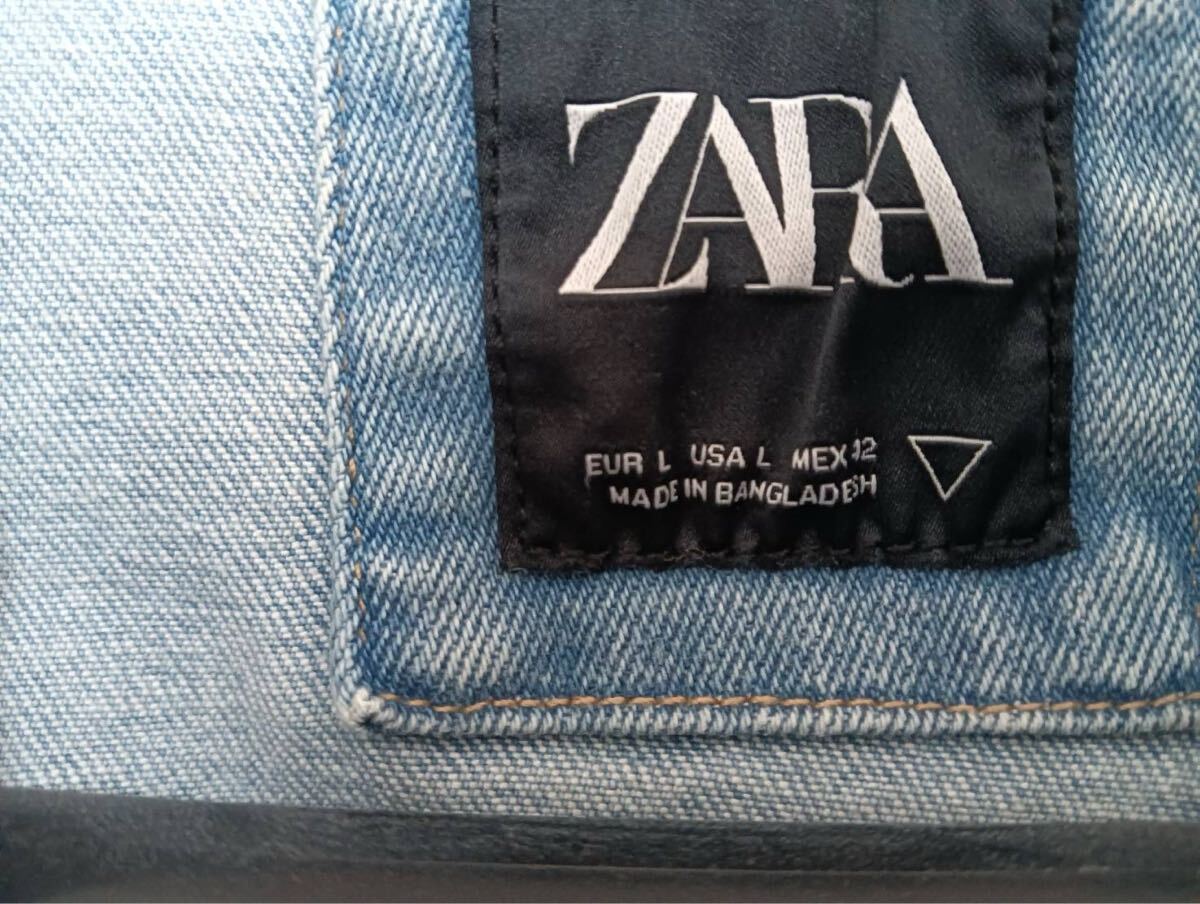 ZARA
EUR L USA L MEX 42
MADE IN BANGLADESH